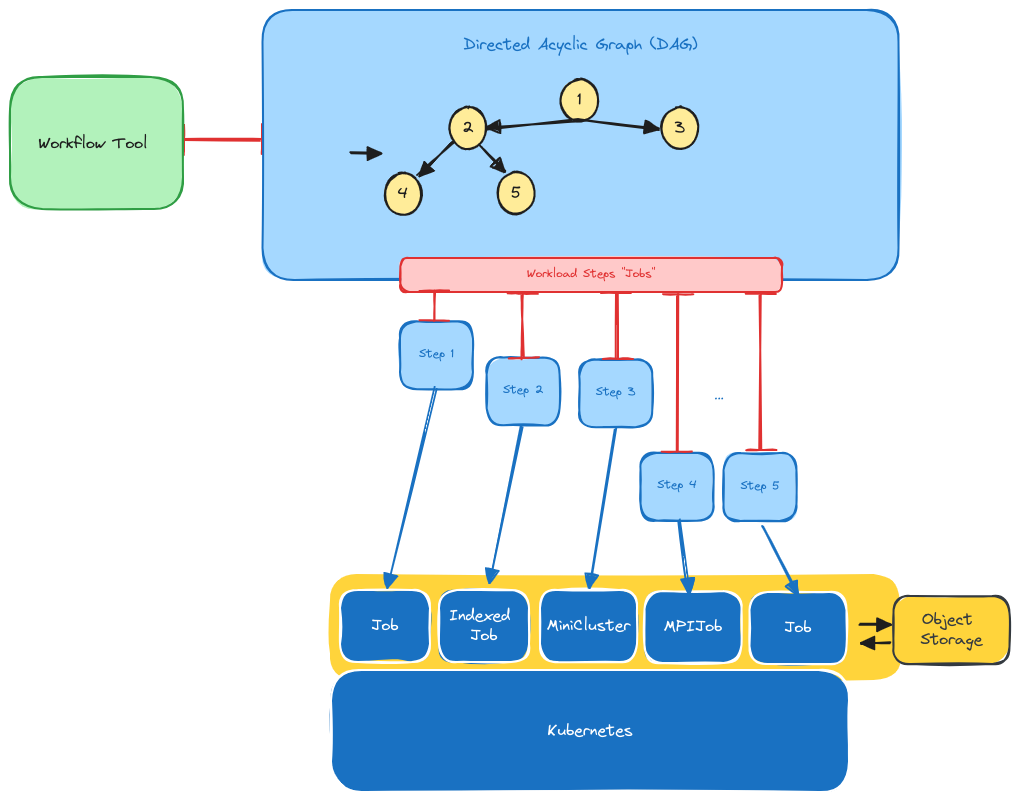 Directed Acyclic Graph (DAG)
Workflow Tool
1
2
3
4
5
Workload Steps "Jobs"
Step 1
Step 2
Step 3
...
Step 4
Step 5
Job
Indexed
Job
MiniCluster
MPIJob
Job
Object
Storage
Kubernetes